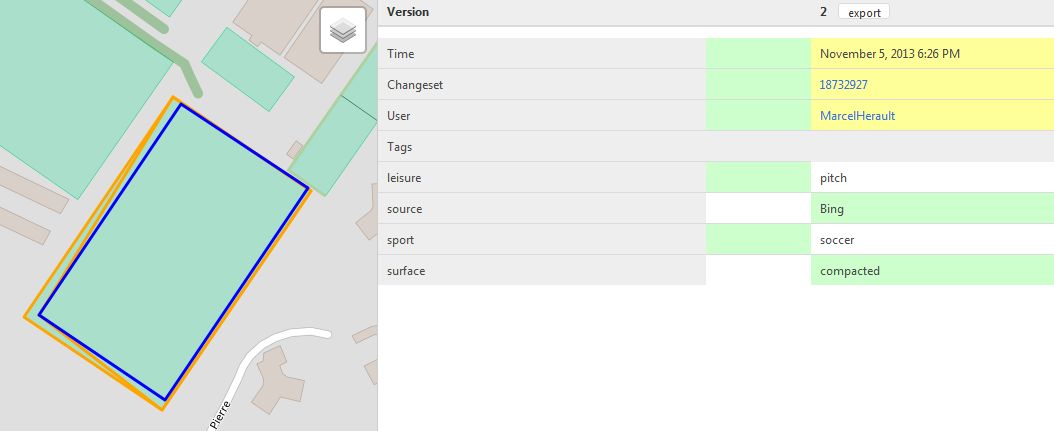 Version 2 export
Time November 5, 2013 6:26 PM
Changeset 18732927
User MarcelHerault
Tags
leisure pitch
source Bing
sport soccer
surface compacted
Pierre